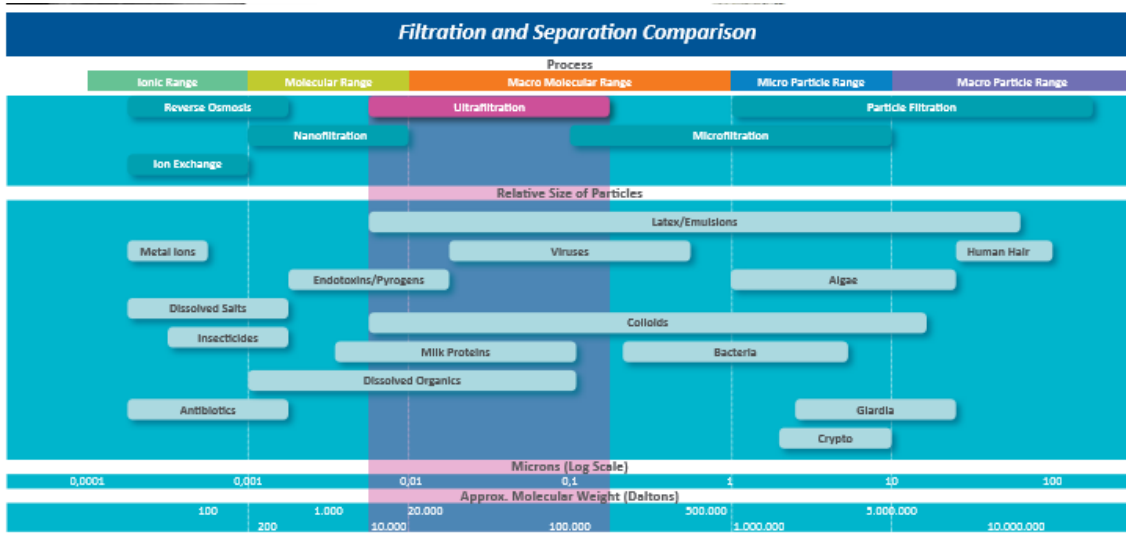 Filtration and Separation Comparison
Process
Ionic Range Molecular Range Macro Molecular Range Micro Particle Range Macro Particle Range
Reverse Osmosis Ultrafiltration Particle Filtration
Nanofiltration Microfiltration
Ion Exchange
Relative Size of Particles
Latex/Emulsions
Metal Ions Viruses Human Hair
Endotoxins/Pyrogens Algae
Dissolved Salts
Colloids
Insecticides
Milk Proteins Bacteria
Dissolved Organics
Antibiotics Giardia
Crypto
Microns (Log Scale)
0,0001 0,001 0,01 0,1 1 10 100
Approx. Molecular Weight (Daltons)
100 1.000 20.000 500.000 5.000.000
200 10.000 100.000 1.000.000 10.000.000